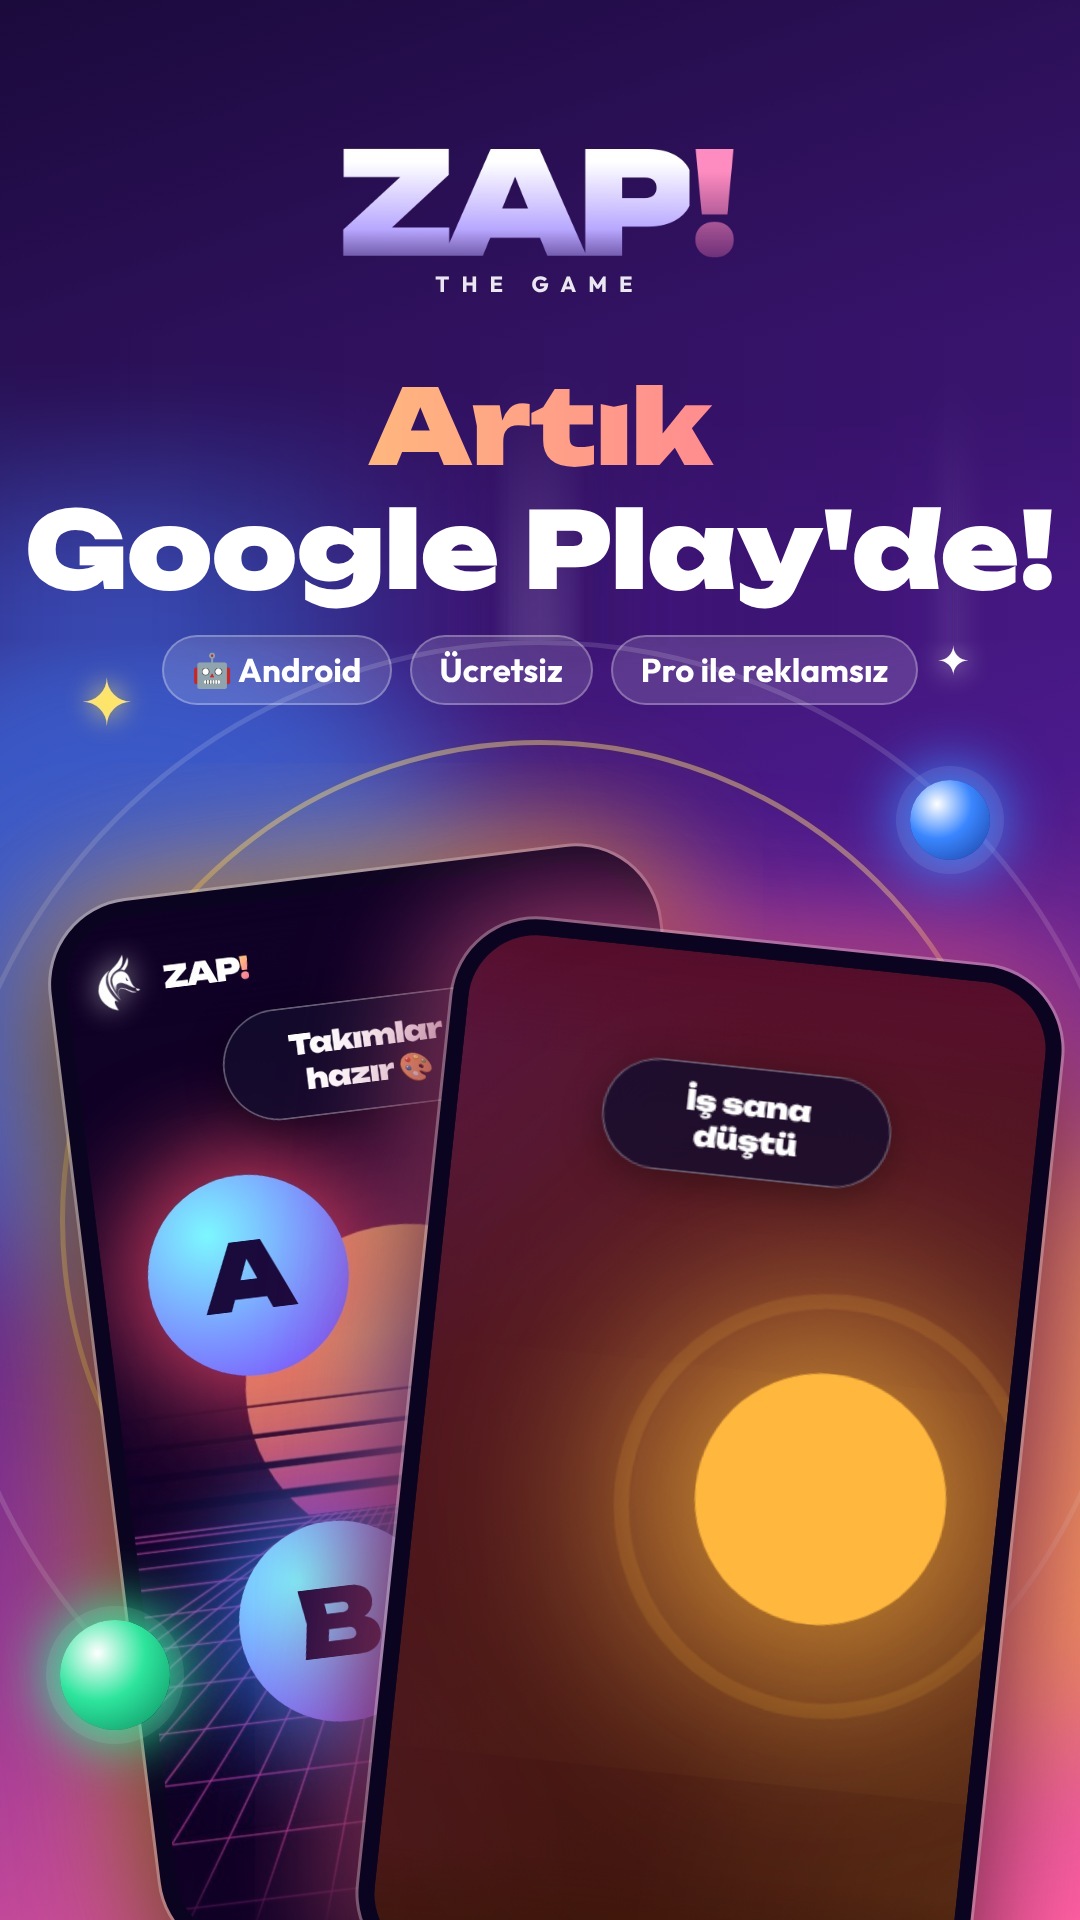 ZAP!
THE GAME
Artık
Google Play'de!
🤖 Android
Ücretsiz
Pro ile reklamsız
ZAP!
Takımlar
hazır 🎨
İş sana
düştü
A
B